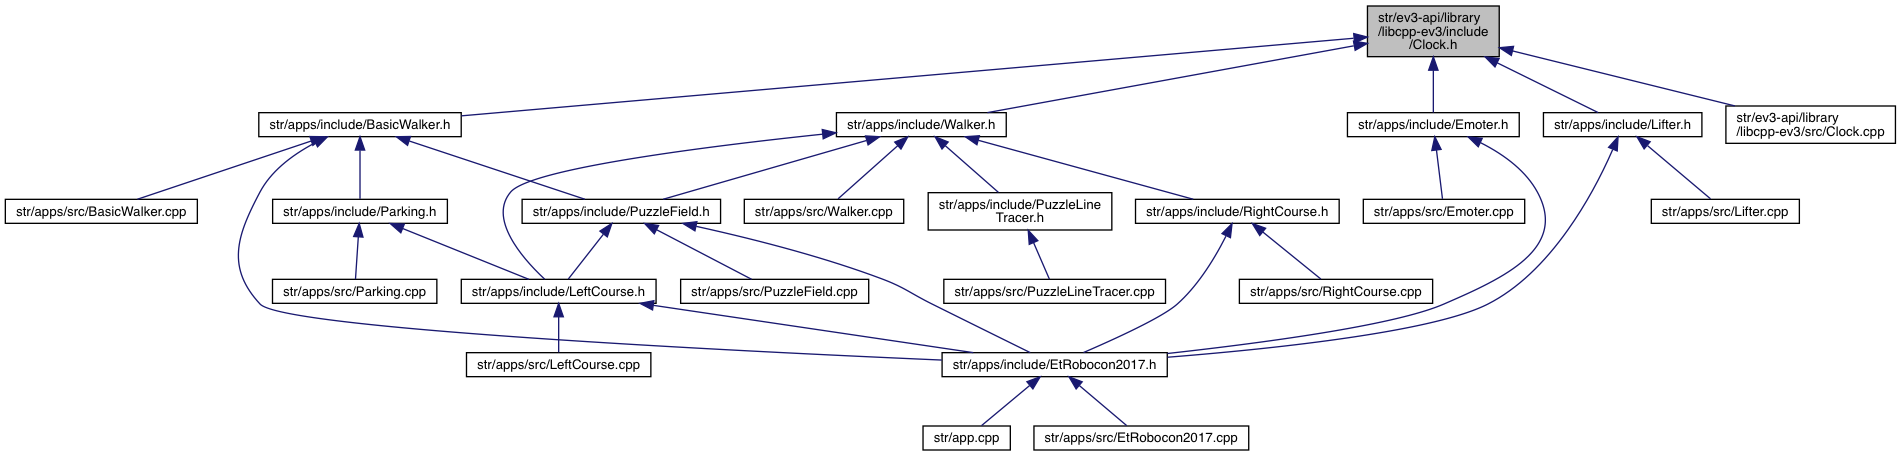 str/ev3-api/library
/libcpp-ev3/include
/Clock.h
str/apps/include/BasicWalker.h
str/apps/include/Walker.h
str/apps/include/Emoter.h
str/apps/include/Lifter.h
str/ev3-api/library
/libcpp-ev3/src/Clock.cpp
str/apps/src/BasicWalker.cpp
str/apps/include/Parking.h
str/apps/include/PuzzleField.h
str/apps/src/Walker.cpp
str/apps/include/PuzzleLine
Tracer.h
str/apps/include/RightCourse.h
str/apps/src/Emoter.cpp
str/apps/src/Lifter.cpp
str/apps/src/Parking.cpp
str/apps/include/LeftCourse.h
str/apps/src/PuzzleField.cpp
str/apps/src/PuzzleLineTracer.cpp
str/apps/src/RightCourse.cpp
str/apps/src/LeftCourse.cpp
str/apps/include/EtRobocon2017.h
str/app.cpp
str/apps/src/EtRobocon2017.cpp